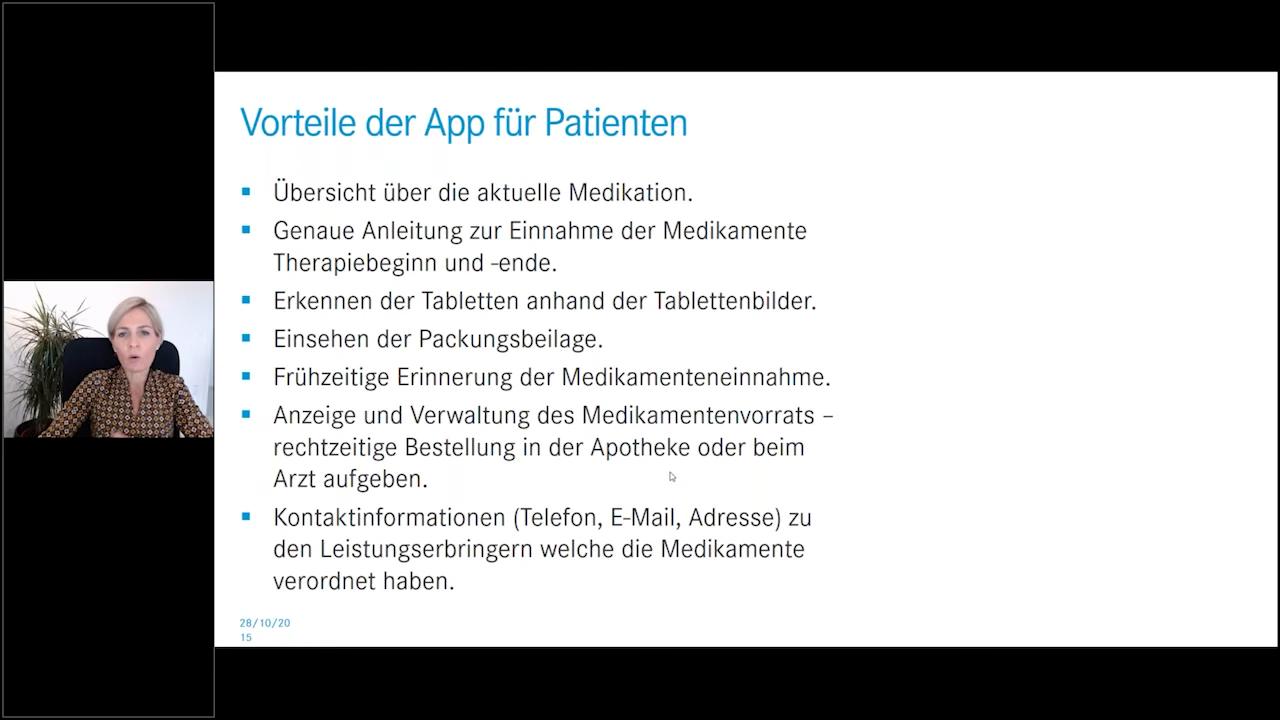 Vorteile der App für Patienten
▪ Übersicht über die aktuelle Medikation.
▪ Genaue Anleitung zur Einnahme der Medikamente
Therapiebeginn und -ende.
▪ Erkennen der Tabletten anhand der Tablettenbilder.
▪ Einsehen der Packungsbeilage.
▪ Frühzeitige Erinnerung der Medikamenteneinnahme.
▪ Anzeige und Verwaltung des Medikamentenvorrats –
rechtzeitige Bestellung in der Apotheke oder beim
Arzt aufgeben.
▪ Kontaktinformationen (Telefon, E-Mail, Adresse) zu
den Leistungserbringern welche die Medikamente
verordnet haben.
28/10/20
15